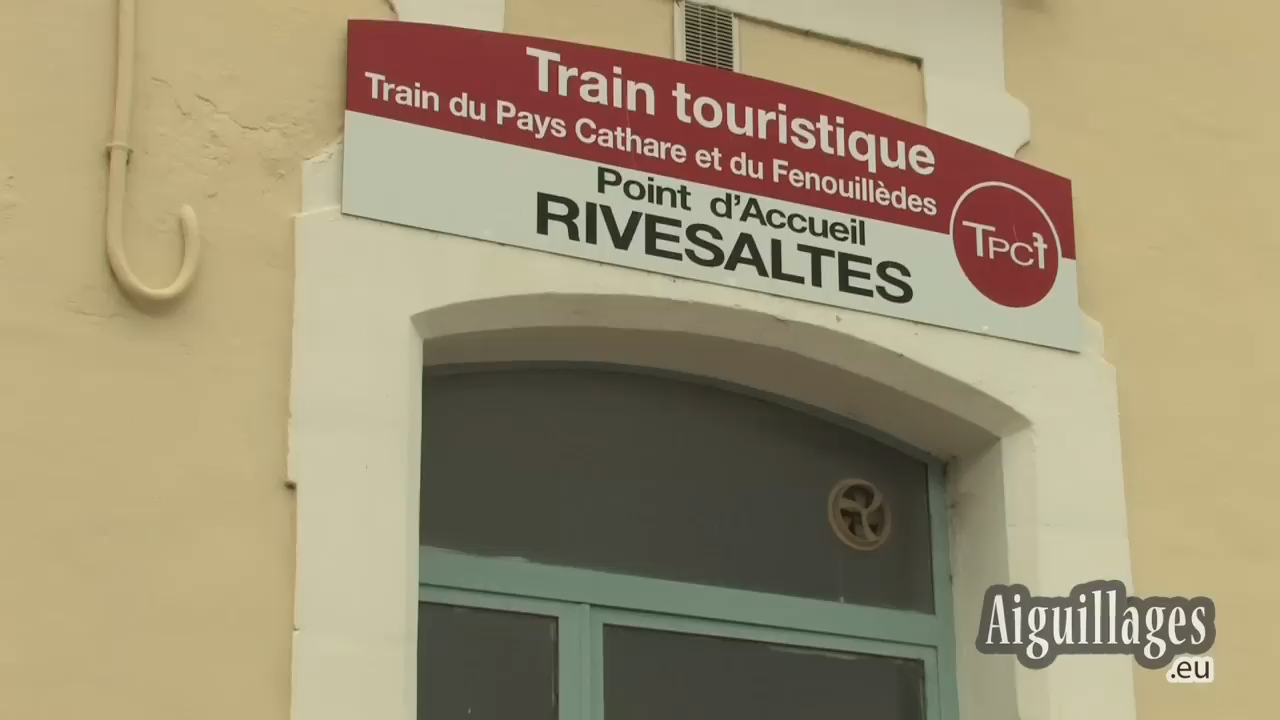 Train touristique
Train du Pays Cathare et du Fenouillèdes
Point d'Accueil
RIVESALTES
TPCF
Aiguillages
.eu